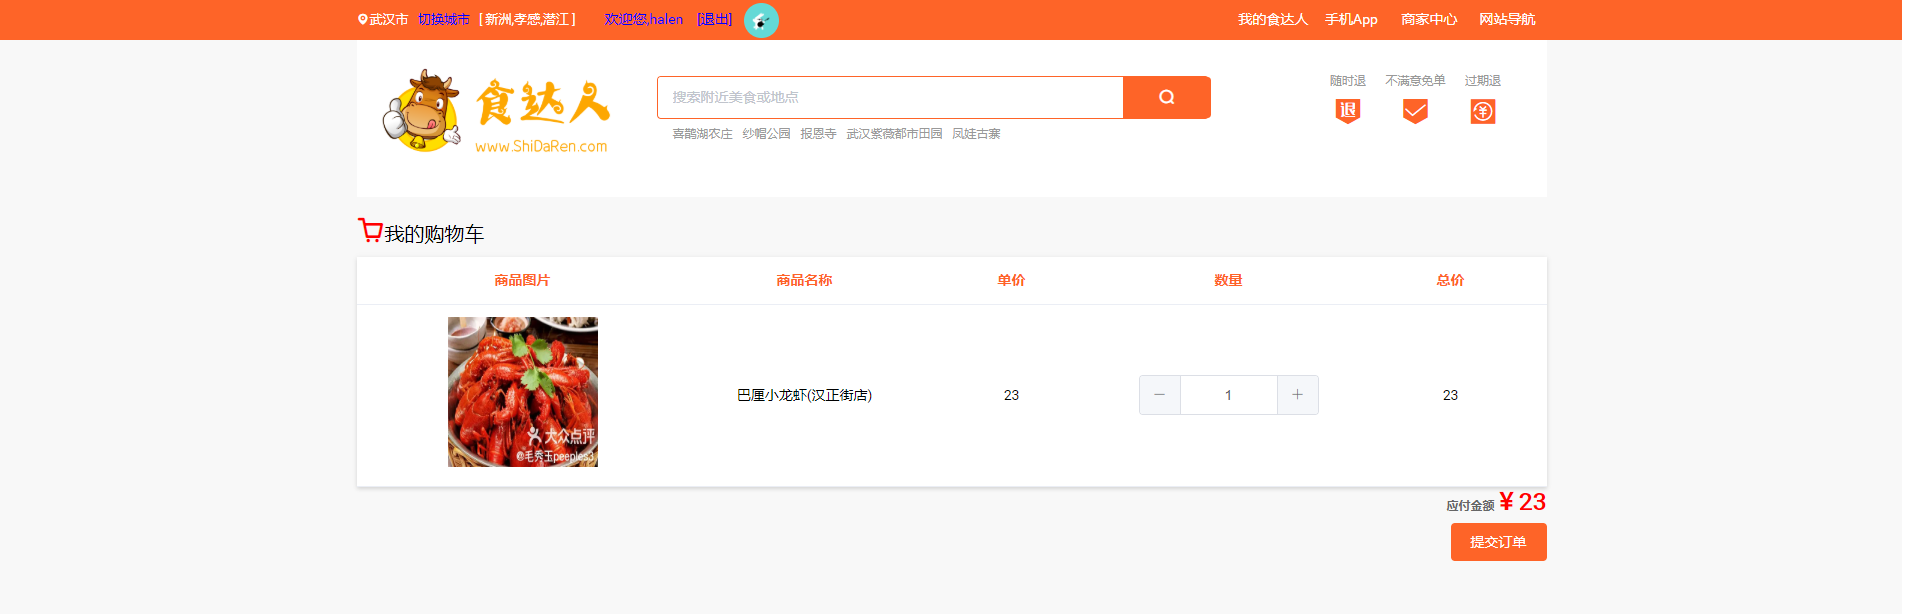 武汉市 切换城市 [ 新洲,孝感,潜江 ] 欢迎您,halen [退出] 我的食达人 手机App 商家中心 网站导航
食达人
www.ShiDaRen.com
搜索附近美食或地点
喜鹊湖农庄 纱帽公园 报恩寺 武汉紫薇都市田园 凤娃古寨
随时退 不满意免单 过期退
退
我的购物车
商品图片 商品名称 单价 数量 总价
巴厘小龙虾(汉正街店) 23 1 23
大众点评
@毛秀玉peeples3
应付金额 ¥ 23
提交订单